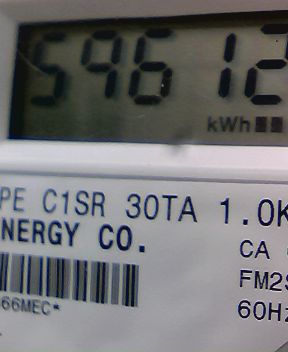 59612
kWh
PE C1SR 30TA 1.0K
NERGY CO.
CA
FM2S
66MEC*
60Hz